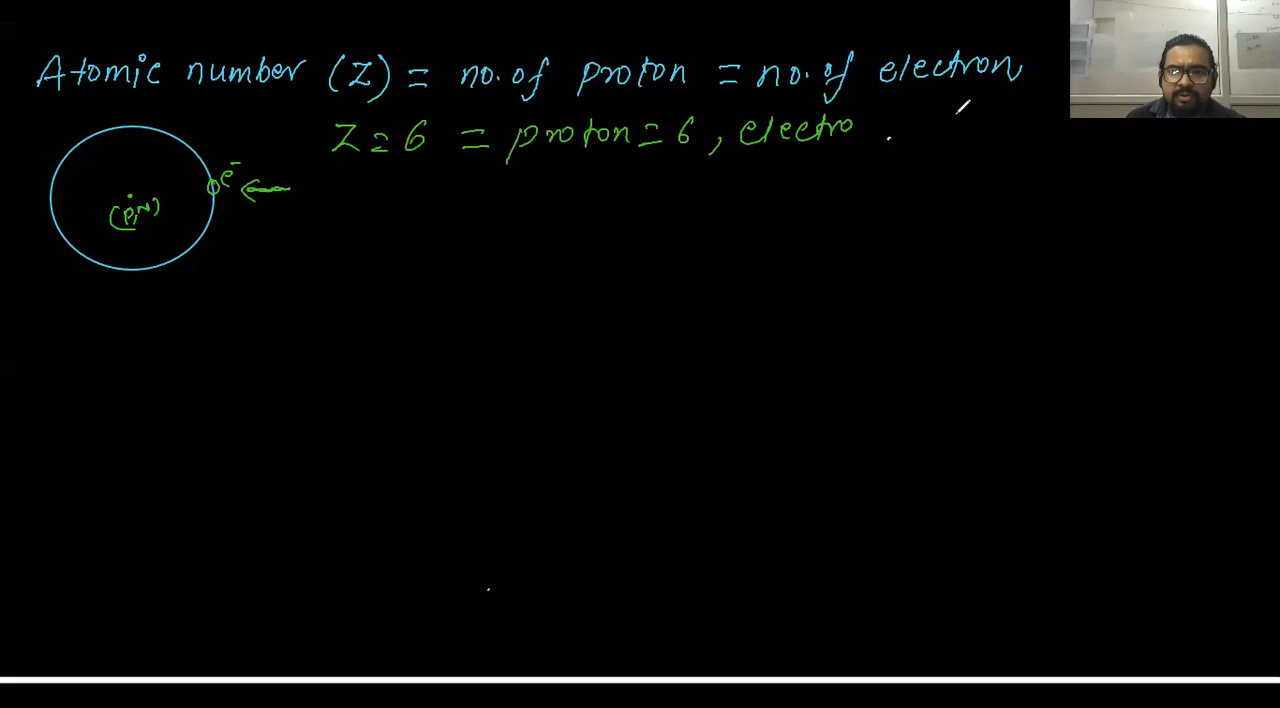 Atomic number (Z) = no. of proton = no. of electron
Z = 6 = proton = 6, electro
e⁻
(P, N)